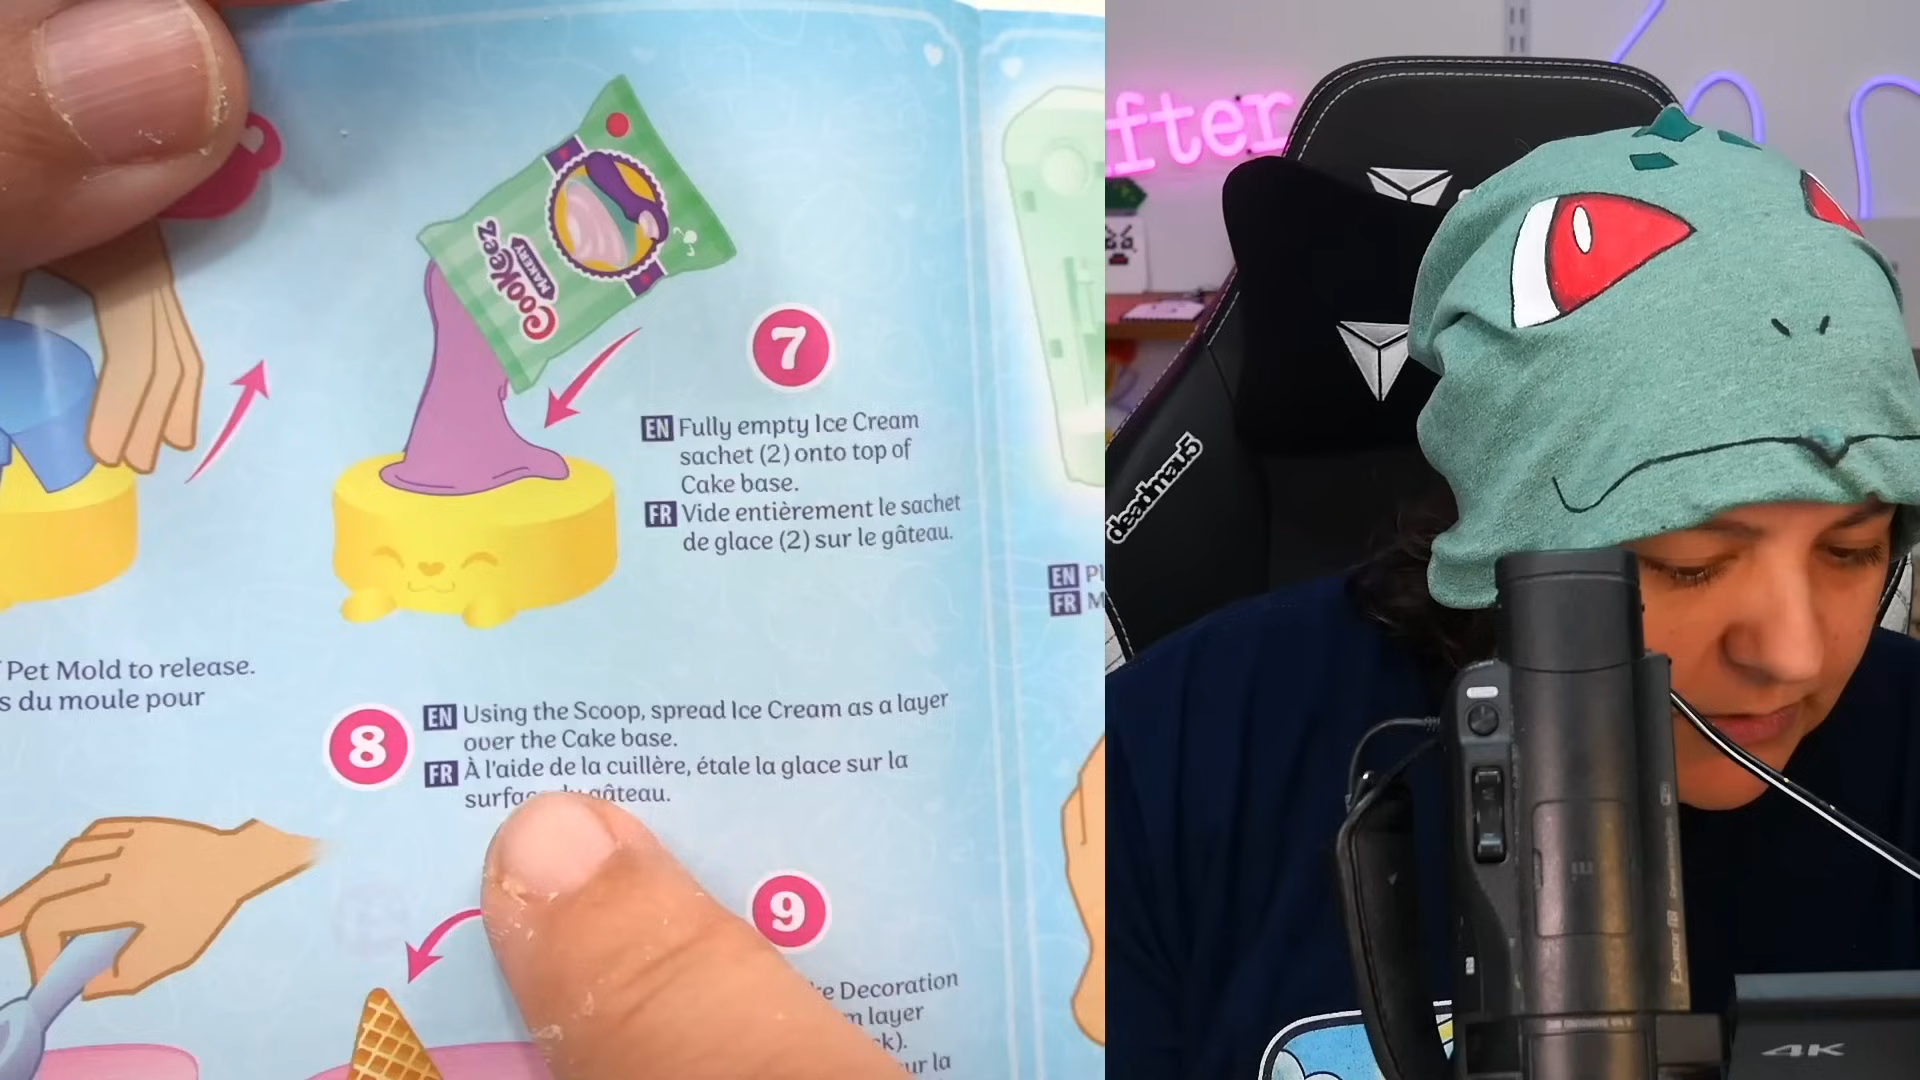 Cookeez
MAKERY
7
EN Fully empty Ice Cream
sachet (2) onto top of
Cake base.
FR Vide entièrement le sachet
de glace (2) sur le gâteau.
Pet Mold to release.
s du moule pour
8
EN Using the Scoop, spread Ice Cream as a layer
over the Cake base.
FR À l'aide de la cuillère, étale la glace sur la
gâteau.
9
Decoration
layer
EN
FR
fter
deadmau5
4K